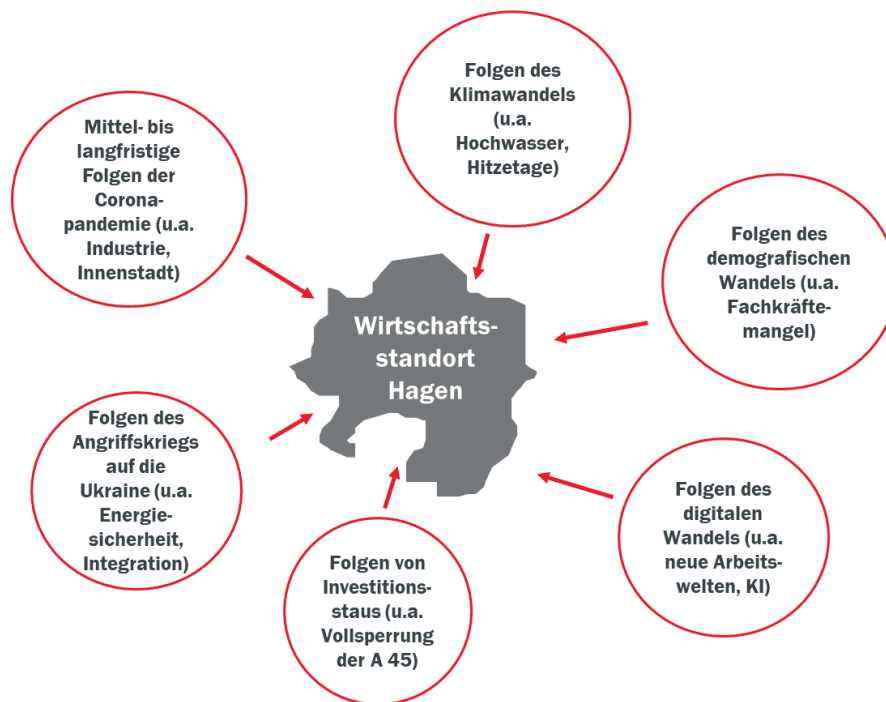 Folgen des
Klimawandels
(u.a.
Hochwasser,
Hitzetage)
Mittel- bis
langfristige
Folgen der
Corona-
pandemie (u.a.
Industrie,
Innenstadt)
Folgen des
demografischen
Wandels (u.a.
Fachkräfte-
mangel)
Wirtschafts-
standort
Hagen
Folgen des
Angriffskriegs
auf die
Ukraine (u.a.
Energie-
sicherheit,
Integration)
Folgen des
digitalen
Wandels (u.a.
neue Arbeits-
welten, KI)
Folgen von
Investitions-
staus (u.a.
Vollsperrung
der A 45)